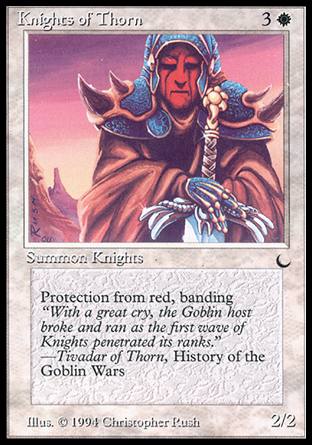 Knights of Thorn 3
RUSH
Summon Knights
Protection from red, banding
"With a great cry, the Goblin host
broke and ran as the first wave of
Knights penetrated its ranks."
—Tivadar of Thorn, History of the
Goblin Wars
Illus. © 1994 Christopher Rush 2/2